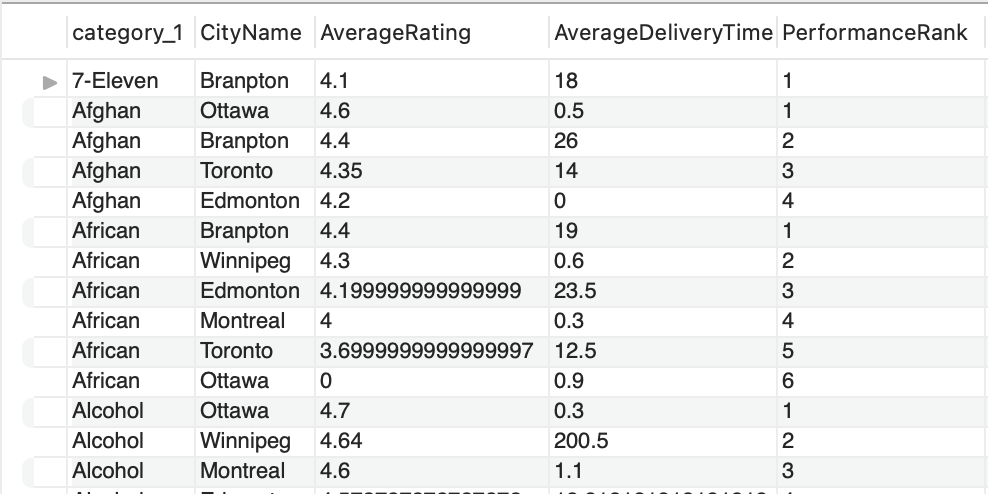 category_1 CityName AverageRating AverageDeliveryTime PerformanceRank
7-Eleven Branpton 4.1 18 1
Afghan Ottawa 4.6 0.5 1
Afghan Branpton 4.4 26 2
Afghan Toronto 4.35 14 3
Afghan Edmonton 4.2 0 4
African Branpton 4.4 19 1
African Winnipeg 4.3 0.6 2
African Edmonton 4.199999999999999 23.5 3
African Montreal 4 0.3 4
African Toronto 3.6999999999999997 12.5 5
African Ottawa 0 0.9 6
Alcohol Ottawa 4.7 0.3 1
Alcohol Winnipeg 4.64 200.5 2
Alcohol Montreal 4.6 1.1 3